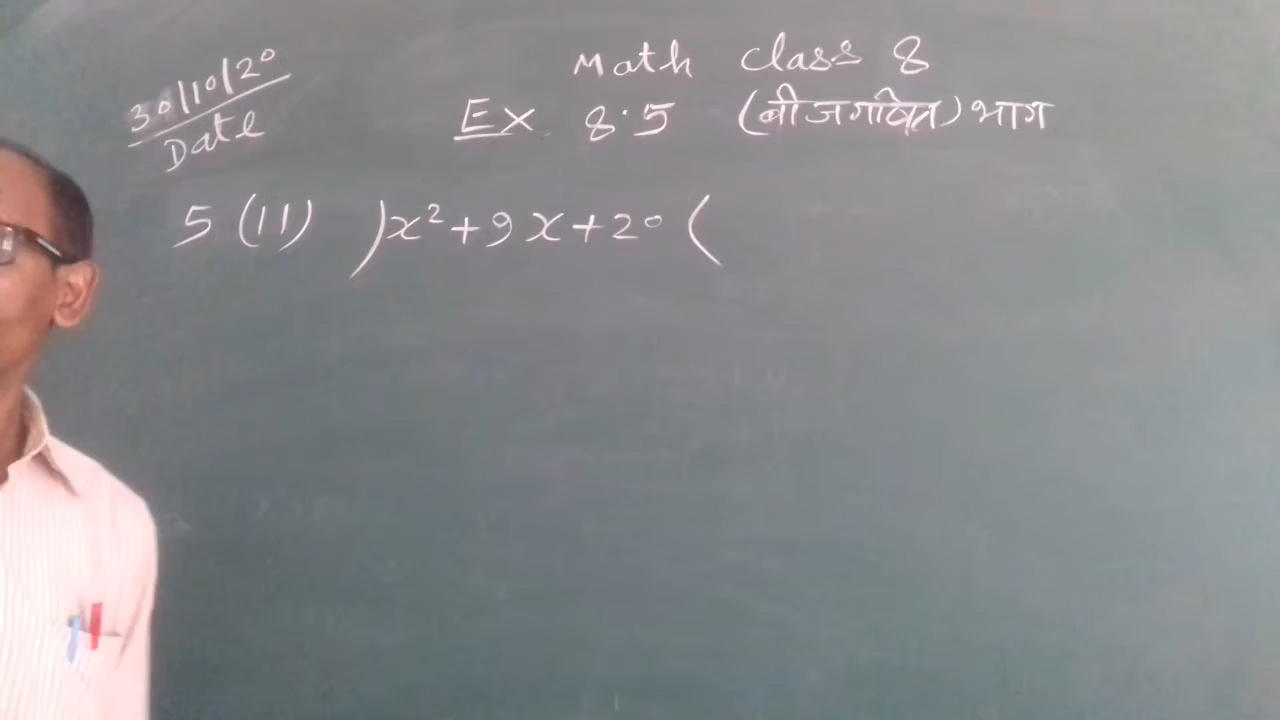 30/10/20
Date
Math Class 8
Ex 8.5 (बीजगणित) भाग
5 (11) )x²+9x+20(